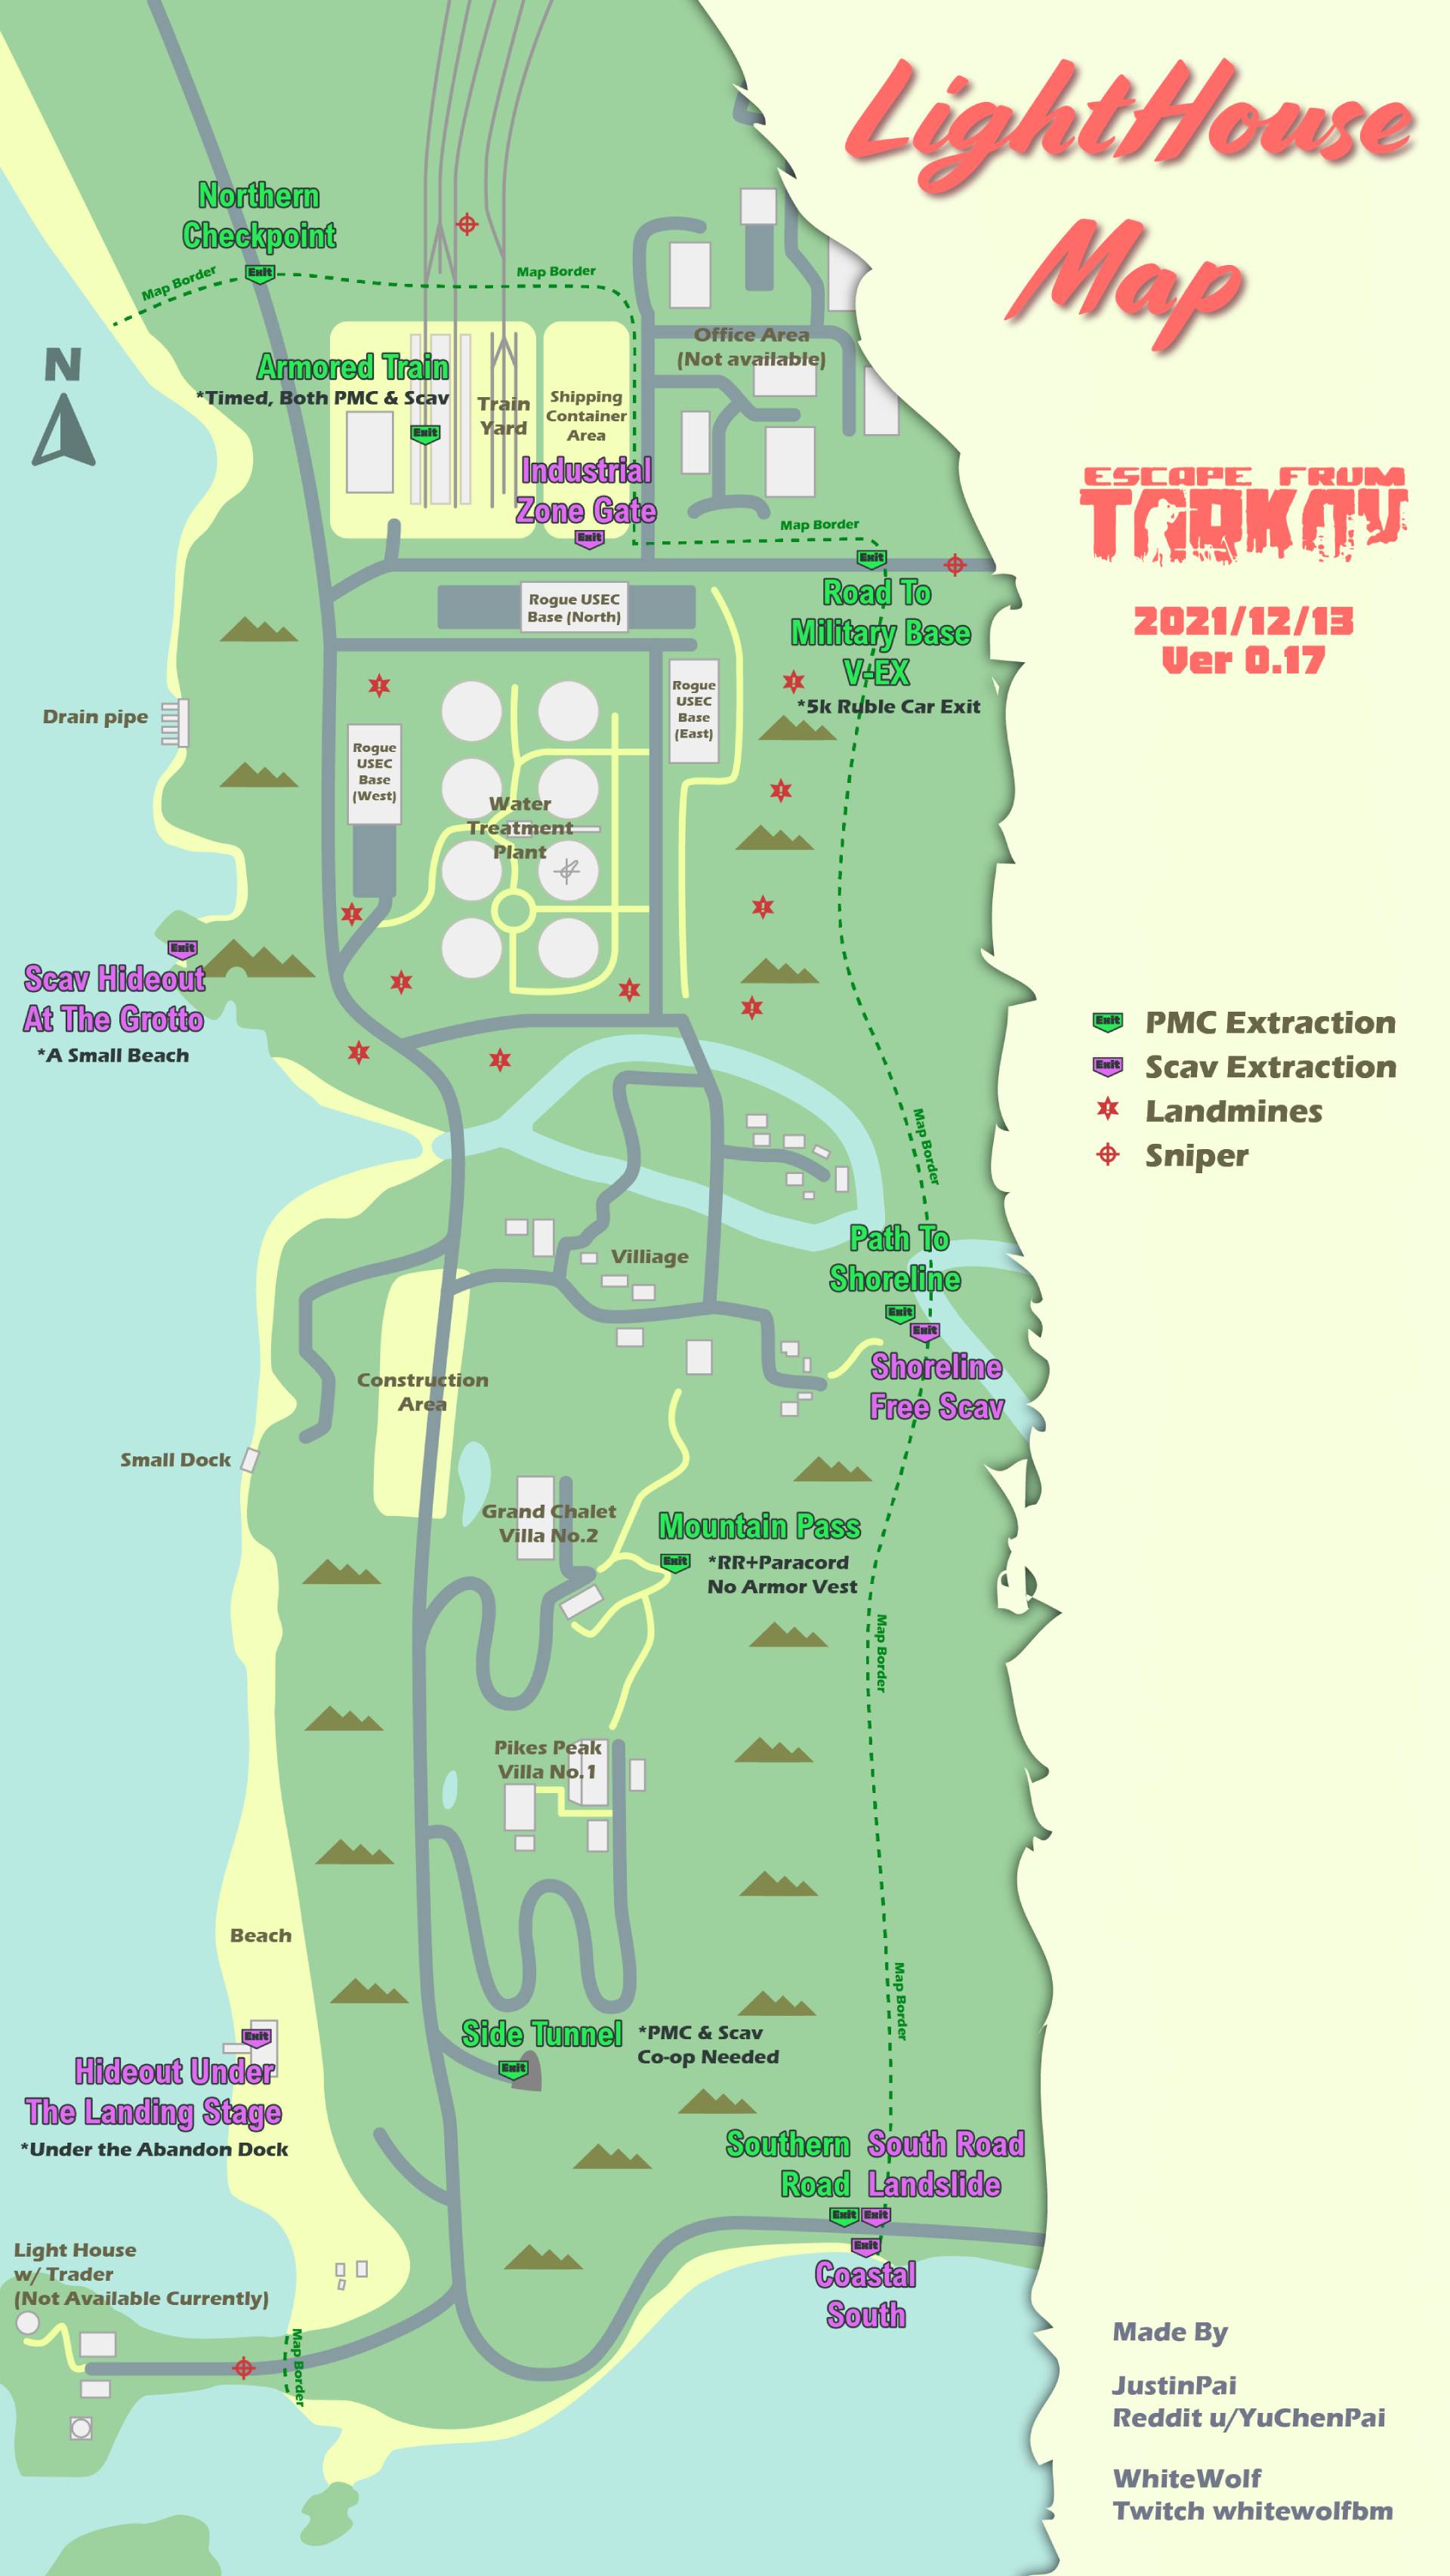 LightHouse
Map
ESCAPE FRUM
TARKOV
2021/12/13
Ver 0.17
Northern
Checkpoint
Exit
Map Border
Map Border
N
Office Area
(Not available)
Armored Train
*Timed, Both PMC & Scav
Exit
Train
Yard
Shipping
Container
Area
Industrial
Zone Gate
Exit
Map Border
Exit
Road To
Military Base
V-EX
*5k Ruble Car Exit
Rogue USEC
Base (North)
Rogue
USEC
Base
(East)
Drain pipe
Rogue
USEC
Base
(West)
Water
Treatment
Plant
Exit
Scav Hideout
At The Grotto
*A Small Beach
Exit PMC Extraction
Exit Scav Extraction
Landmines
Sniper
Map Border
Path To
Shoreline
Exit
Exit
Shoreline
Free Scav
Villiage
Construction
Area
Small Dock
Grand Chalet
Villa No.2
Mountain Pass
Exit
*RR+Paracord
No Armor Vest
Map Border
Pikes Peak
Villa No.1
Beach
Map Border
Side Tunnel
Exit
*PMC & Scav
Co-op Needed
Exit
Hideout Under
The Landing Stage
*Under the Abandon Dock
Southern
Road
South Road
Landslide
Exit
Exit
Exit
Coastal
South
Light House
w/ Trader
(Not Available Currently)
Map Border
Made By
JustinPai
Reddit u/YuChenPai
WhiteWolf
Twitch whitewolfbm